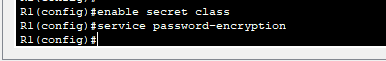 R1(config)#enable secret class
R1(config)#service password-encryption
R1(config)#